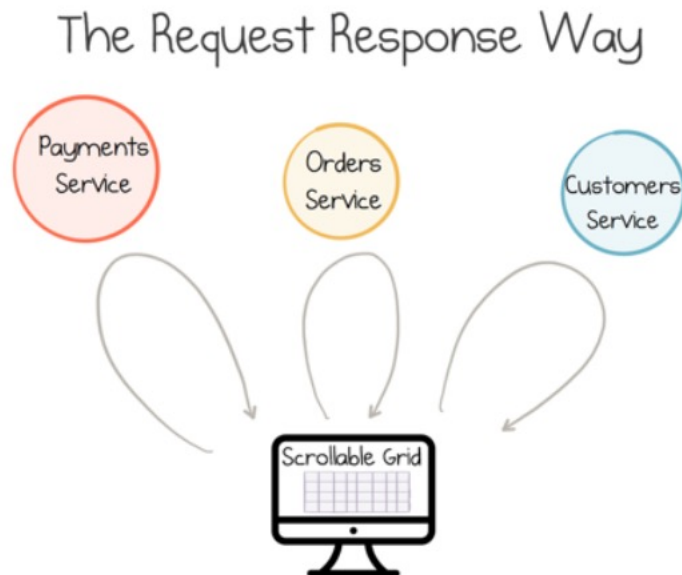 The Request Response Way
Payments
Service
Orders
Service
Customers
Service
Scrollable Grid